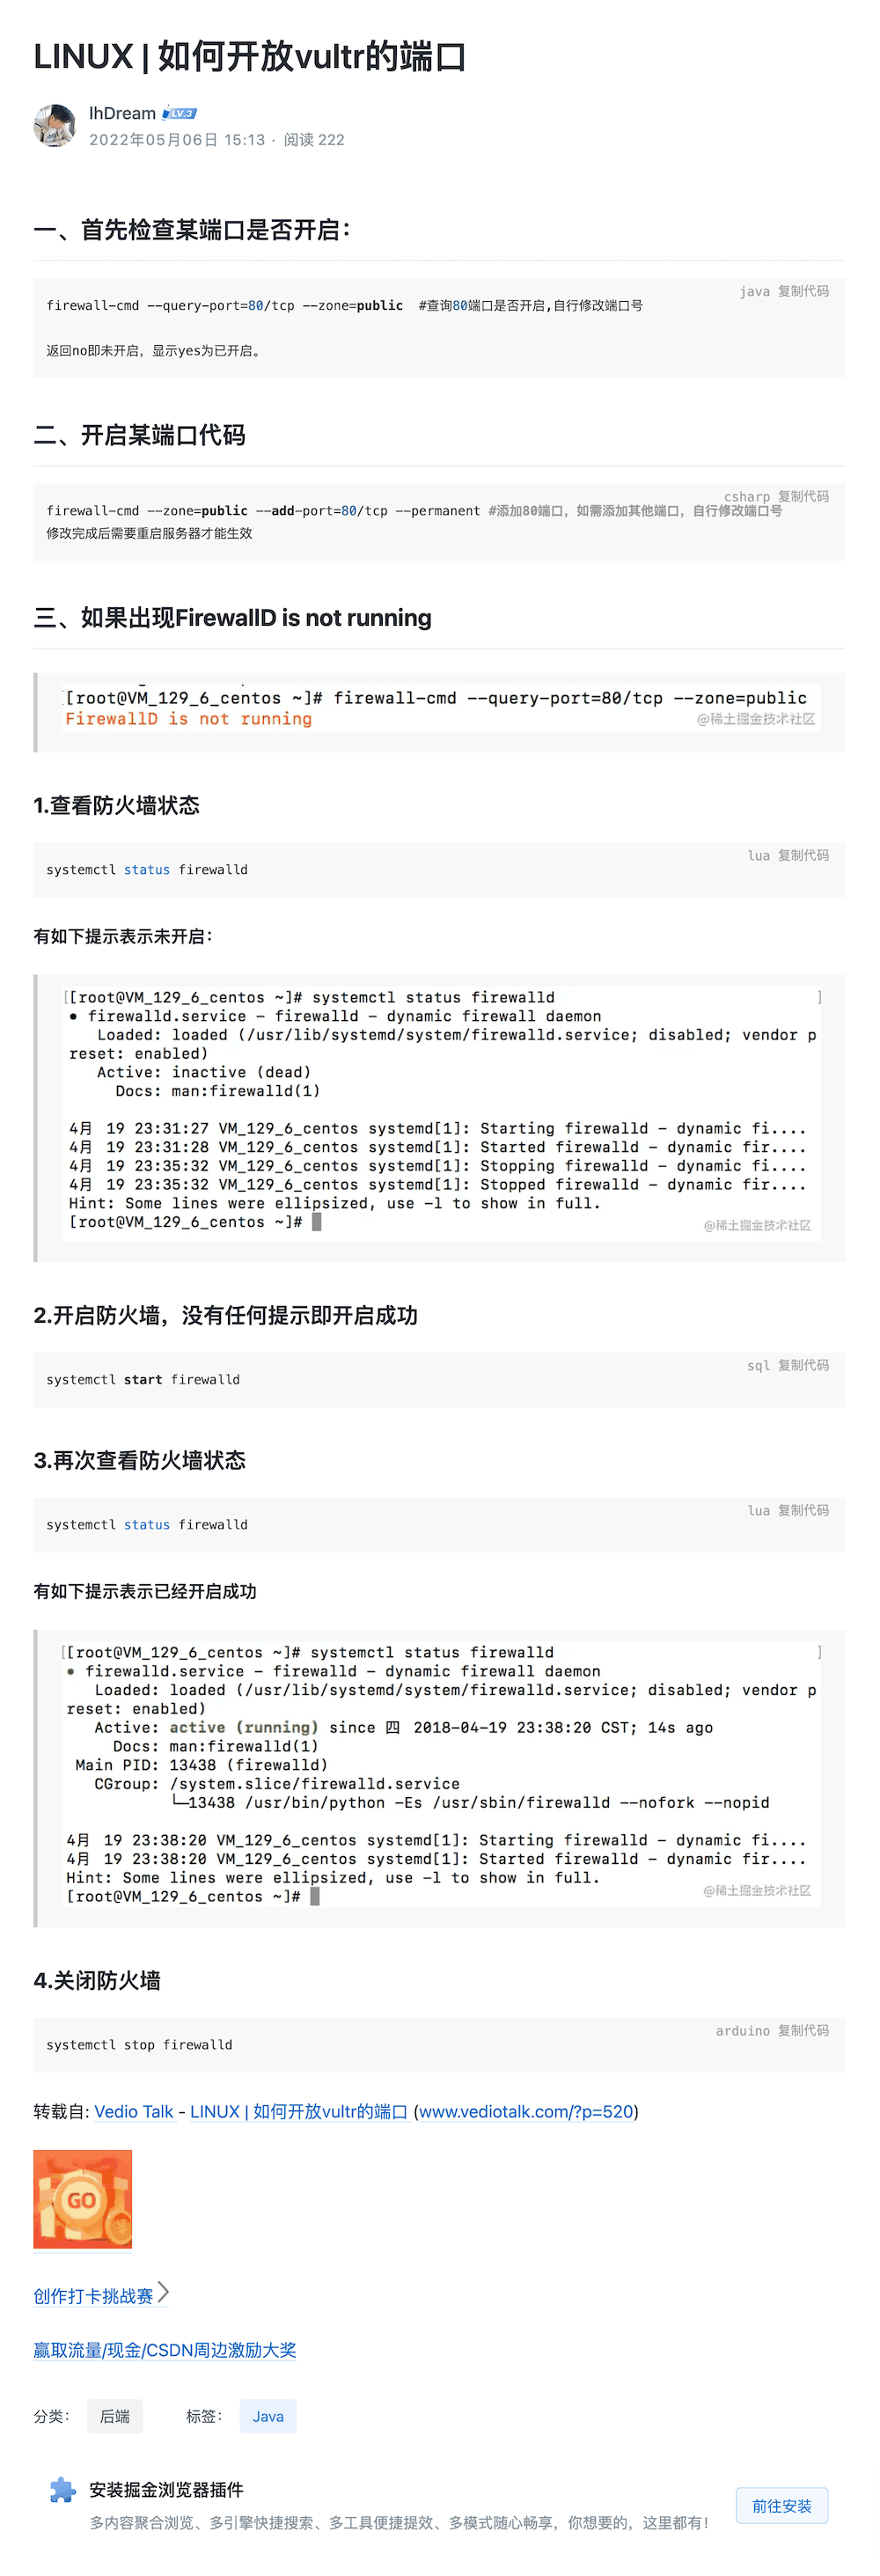 LINUX | 如何开放vultr的端口
lhDream LV.3
2022年05月06日 15:13 · 阅读 222
一、首先检查某端口是否开启：
java 复制代码
firewall-cmd --query-port=80/tcp --zone=public  #查询80端口是否开启,自行修改端口号
返回no即未开启，显示yes为已开启。
二、开启某端口代码
csharp 复制代码
firewall-cmd --zone=public --add-port=80/tcp --permanent #添加80端口，如需添加其他端口，自行修改端口号
修改完成后需要重启服务器才能生效
三、如果出现FirewallD is not running
[root@VM_129_6_centos ~]# firewall-cmd --query-port=80/tcp --zone=public
FirewallD is not running
@稀土掘金技术社区
1.查看防火墙状态
lua 复制代码
systemctl status firewalld
有如下提示表示未开启：
[[root@VM_129_6_centos ~]# systemctl status firewalld ]
● firewalld.service - firewalld - dynamic firewall daemon
Loaded: loaded (/usr/lib/systemd/system/firewalld.service; disabled; vendor p
reset: enabled)
Active: inactive (dead)
Docs: man:firewalld(1)
4月 19 23:31:27 VM_129_6_centos systemd[1]: Starting firewalld - dynamic fi....
4月 19 23:31:28 VM_129_6_centos systemd[1]: Started firewalld - dynamic fir....
4月 19 23:35:32 VM_129_6_centos systemd[1]: Stopping firewalld - dynamic fi....
4月 19 23:35:32 VM_129_6_centos systemd[1]: Stopped firewalld - dynamic fir....
Hint: Some lines were ellipsized, use -l to show in full.
[root@VM_129_6_centos ~]#
@稀土掘金技术社区
2.开启防火墙，没有任何提示即开启成功
sql 复制代码
systemctl start firewalld
3.再次查看防火墙状态
lua 复制代码
systemctl status firewalld
有如下提示表示已经开启成功
[[root@VM_129_6_centos ~]# systemctl status firewalld ]
● firewalld.service - firewalld - dynamic firewall daemon
Loaded: loaded (/usr/lib/systemd/system/firewalld.service; disabled; vendor p
reset: enabled)
Active: active (running) since 四 2018-04-19 23:38:20 CST; 14s ago
Docs: man:firewalld(1)
Main PID: 13438 (firewalld)
CGroup: /system.slice/firewalld.service
└─13438 /usr/bin/python -Es /usr/sbin/firewalld --nofork --nopid
4月 19 23:38:20 VM_129_6_centos systemd[1]: Starting firewalld - dynamic fi....
4月 19 23:38:20 VM_129_6_centos systemd[1]: Started firewalld - dynamic fir....
Hint: Some lines were ellipsized, use -l to show in full.
[root@VM_129_6_centos ~]#
@稀土掘金技术社区
4.关闭防火墙
arduino 复制代码
systemctl stop firewalld
转载自: Vedio Talk - LINUX | 如何开放vultr的端口 (www.vediotalk.com/?p=520)
GO
创作打卡挑战赛
赢取流量/现金/CSDN周边激励大奖
分类： 后端 标签： Java
安装掘金浏览器插件
多内容聚合浏览、多引擎快捷搜索、多工具便捷提效、多模式随心畅享，你想要的，这里都有！
前往安装